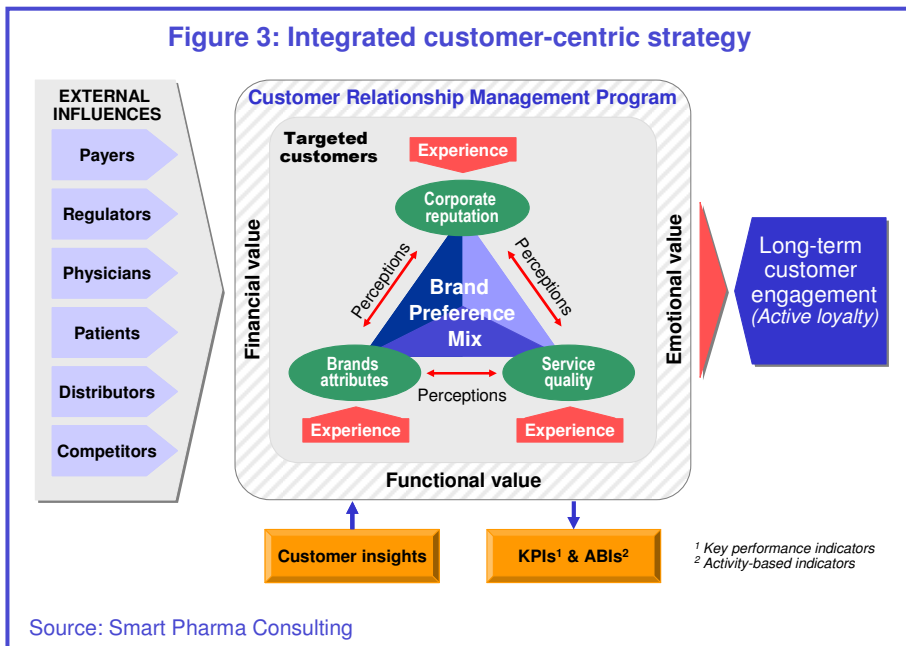 Figure 3: Integrated customer-centric strategy
EXTERNAL
INFLUENCES
Payers
Regulators
Physicians
Patients
Distributors
Competitors
Customer Relationship Management Program
Targeted
customers
Experience
Corporate
reputation
Financial value
Perceptions
Perceptions
Emotional value
Brand
Preference
Mix
Brands
attributes
Perceptions
Service
quality
Experience
Experience
Functional value
Long-term
customer
engagement
(Active loyalty)
Customer insights
KPIs¹ & ABIs²
¹ Key performance indicators
² Activity-based indicators
Source: Smart Pharma Consulting